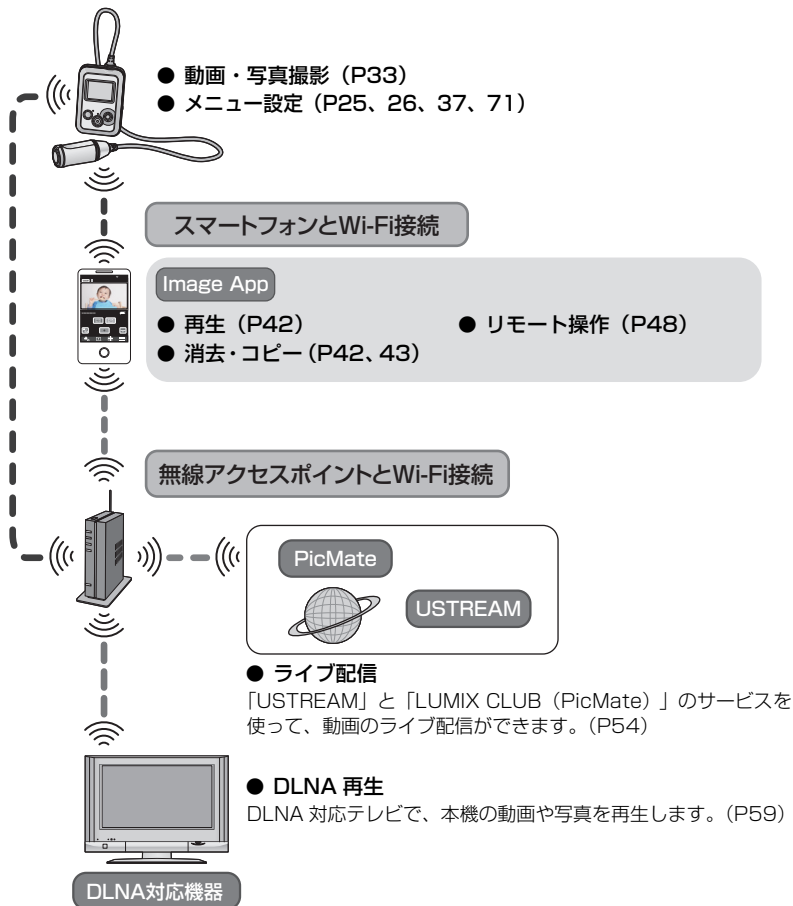 ● 動画・写真撮影（P33）
● メニュー設定（P25、26、37、71）
スマートフォンとWi-Fi接続
Image App
● 再生（P42）
● リモート操作（P48）
● 消去・コピー（P42、43）
無線アクセスポイントとWi-Fi接続
PicMate
USTREAM
● ライブ配信
「USTREAM」と「LUMIX CLUB（PicMate）」のサービスを
使って、動画のライブ配信ができます。（P54）
● DLNA 再生
DLNA 対応テレビで、本機の動画や写真を再生します。（P59）
DLNA対応機器